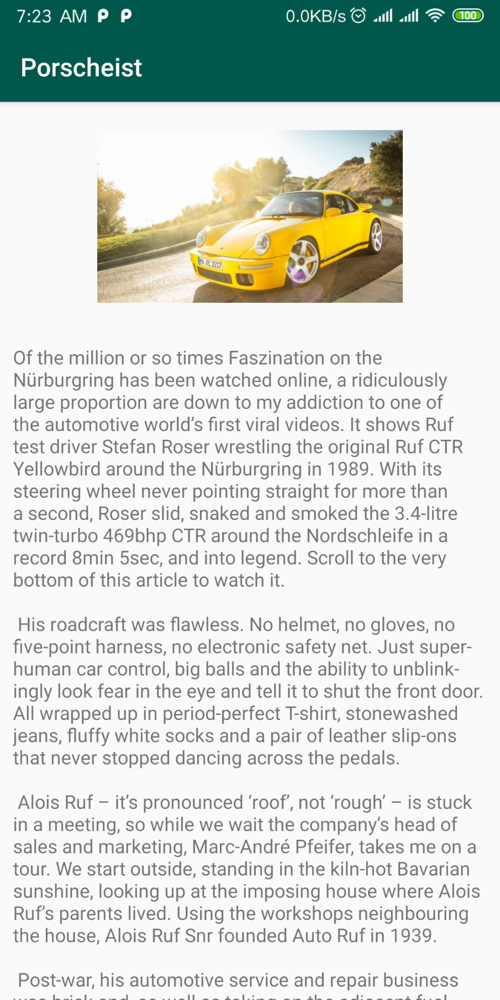 7:23 AM P P 0.0KB/s 100
Porscheist
RE 2017
Of the million or so times Faszination on the
Nürburgring has been watched online, a ridiculously
large proportion are down to my addiction to one of
the automotive world’s first viral videos. It shows Ruf
test driver Stefan Roser wrestling the original Ruf CTR
Yellowbird around the Nürburgring in 1989. With its
steering wheel never pointing straight for more than
a second, Roser slid, snaked and smoked the 3.4-litre
twin-turbo 469bhp CTR around the Nordschleife in a
record 8min 5sec, and into legend. Scroll to the very
bottom of this article to watch it.
His roadcraft was flawless. No helmet, no gloves, no
five-point harness, no electronic safety net. Just super-
human car control, big balls and the ability to unblink-
ingly look fear in the eye and tell it to shut the front door.
All wrapped up in period-perfect T-shirt, stonewashed
jeans, fluffy white socks and a pair of leather slip-ons
that never stopped dancing across the pedals.
Alois Ruf – it’s pronounced ‘roof’, not ‘rough’ – is stuck
in a meeting, so while we wait the company’s head of
sales and marketing, Marc-André Pfeifer, takes me on a
tour. We start outside, standing in the kiln-hot Bavarian
sunshine, looking up at the imposing house where Alois
Ruf’s parents lived. Using the workshops neighbouring
the house, Alois Ruf Snr founded Auto Ruf in 1939.
Post-war, his automotive service and repair business
was brick and, as well as taking on the adjacent fuel